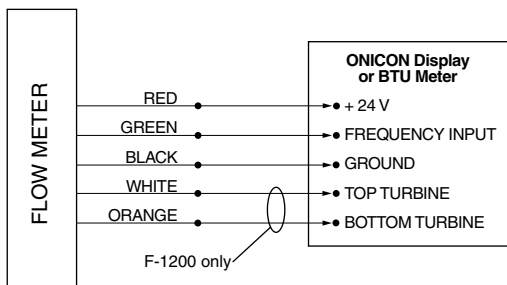 FLOW METER
ONICON Display
or BTU Meter
RED
+ 24 V
GREEN
FREQUENCY INPUT
BLACK
GROUND
WHITE
TOP TURBINE
ORANGE
BOTTOM TURBINE
F-1200 only